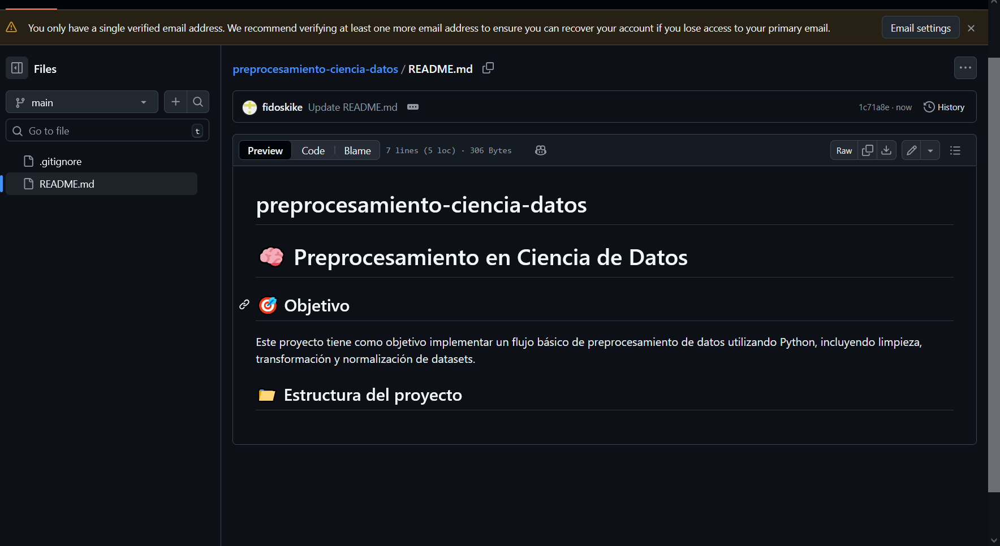 You only have a single verified email address. We recommend verifying at least one more email address to ensure you can recover your account if you lose access to your primary email.
Email settings
Files
main
Go to file
t
.gitignore
README.md
preprocesamiento-ciencia-datos / README.md
fidoskike Update README.md
1c71a8e · now
History
Preview
Code
Blame
7 lines (5 loc) · 306 Bytes
Raw
preprocesamiento-ciencia-datos
🧠 Preprocesamiento en Ciencia de Datos
🎯 Objetivo
Este proyecto tiene como objetivo implementar un flujo básico de preprocesamiento de datos utilizando Python, incluyendo limpieza,
transformación y normalización de datasets.
📁 Estructura del proyecto